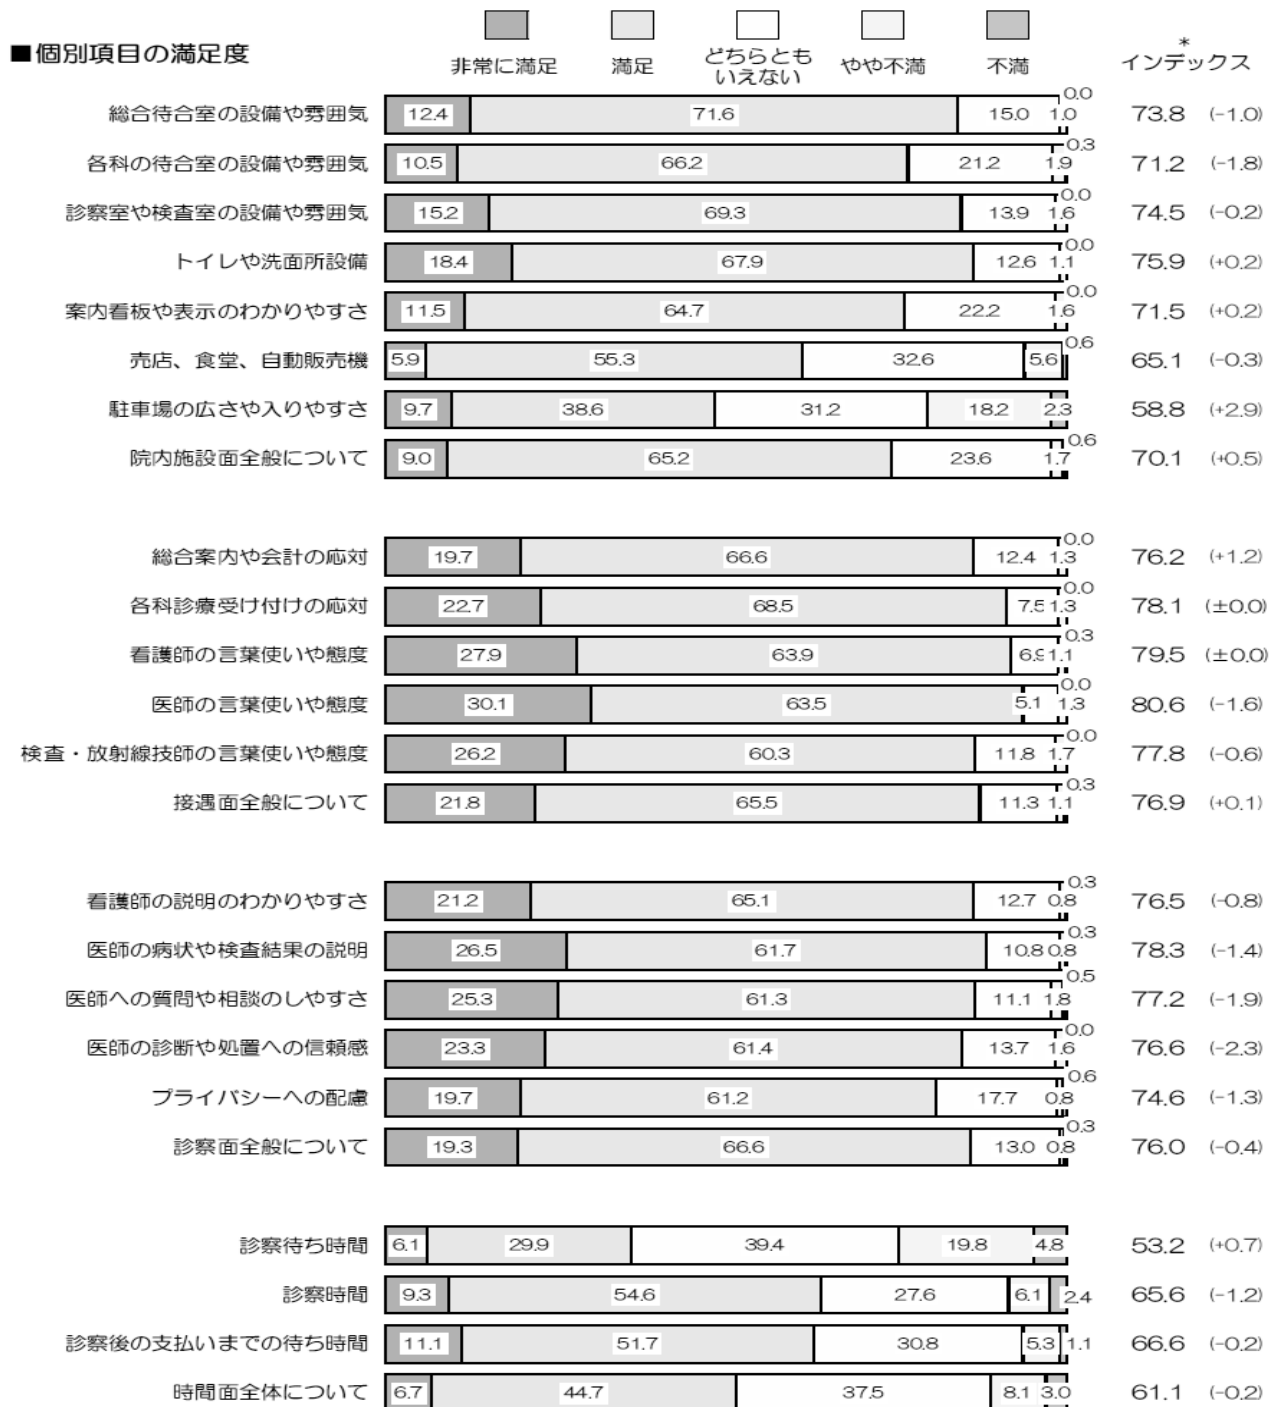 ■個別項目の満足度
非常に満足 満足 どちらとも いえない やや不満 不満 * インデックス
総合待合室の設備や雰囲気 12.4 71.6 15.0 1.0 0.0 73.8 (-1.0)
各科の待合室の設備や雰囲気 10.5 66.2 21.2 1.9 0.3 71.2 (-1.8)
診察室や検査室の設備や雰囲気 15.2 69.3 13.9 1.6 0.0 74.5 (-0.2)
トイレや洗面所設備 18.4 67.9 12.6 1.1 0.0 75.9 (+0.2)
案内看板や表示のわかりやすさ 11.5 64.7 22.2 1.6 0.0 71.5 (+0.2)
売店、食堂、自動販売機 5.9 55.3 32.6 5.6 0.6 65.1 (-0.3)
駐車場の広さや入りやすさ 9.7 38.6 31.2 18.2 2.3 58.8 (+2.9)
院内施設面全般について 9.0 65.2 23.6 1.7 0.6 70.1 (+0.5)
総合案内や会計の応対 19.7 66.6 12.4 1.3 0.0 76.2 (+1.2)
各科診療受け付けの応対 22.7 68.5 7.5 1.3 0.0 78.1 (±0.0)
看護師の言葉使いや態度 27.9 63.9 6.9 1.1 0.3 79.5 (±0.0)
医師の言葉使いや態度 30.1 63.5 5.1 1.3 0.0 80.6 (-1.6)
検査・放射線技師の言葉使いや態度 26.2 60.3 11.8 1.7 0.0 77.8 (-0.6)
接遇面全般について 21.8 65.5 11.3 1.1 0.3 76.9 (+0.1)
看護師の説明のわかりやすさ 21.2 65.1 12.7 0.8 0.3 76.5 (-0.8)
医師の病状や検査結果の説明 26.5 61.7 10.8 0.8 0.3 78.3 (-1.4)
医師への質問や相談のしやすさ 25.3 61.3 11.1 1.8 0.5 77.2 (-1.9)
医師の診断や処置への信頼感 23.3 61.4 13.7 1.6 0.0 76.6 (-2.3)
プライバシーへの配慮 19.7 61.2 17.7 0.8 0.6 74.6 (-1.3)
診察面全般について 19.3 66.6 13.0 0.8 0.3 76.0 (-0.4)
診察待ち時間 6.1 29.9 39.4 19.8 4.8 53.2 (+0.7)
診察時間 9.3 54.6 27.6 6.1 2.4 65.6 (-1.2)
診察後の支払いまでの待ち時間 11.1 51.7 30.8 5.3 1.1 66.6 (-0.2)
時間面全体について 6.7 44.7 37.5 8.1 3.0 61.1 (-0.2)